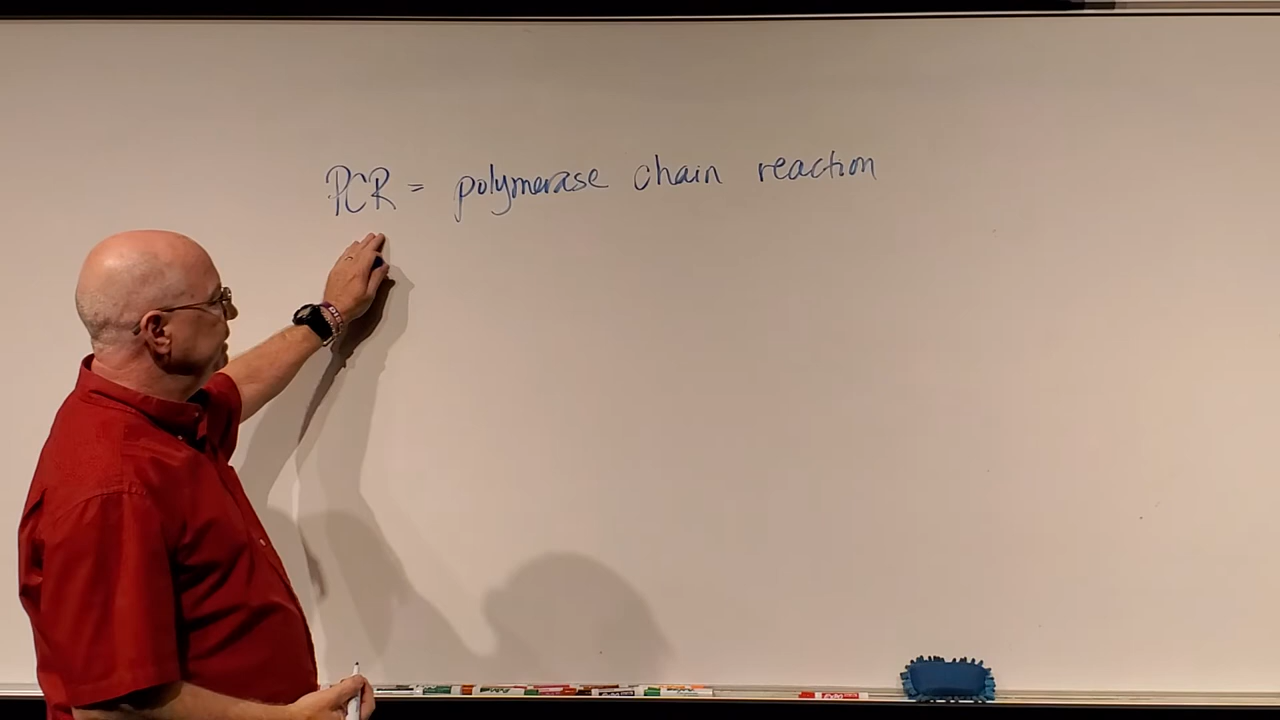 PCR = polymerase chain reaction